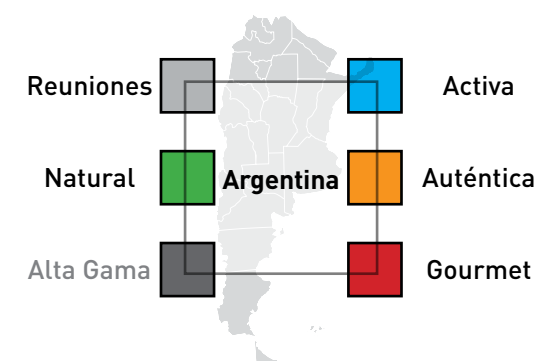 Reuniones
Activa
Natural
Argentina
Auténtica
Alta Gama
Gourmet